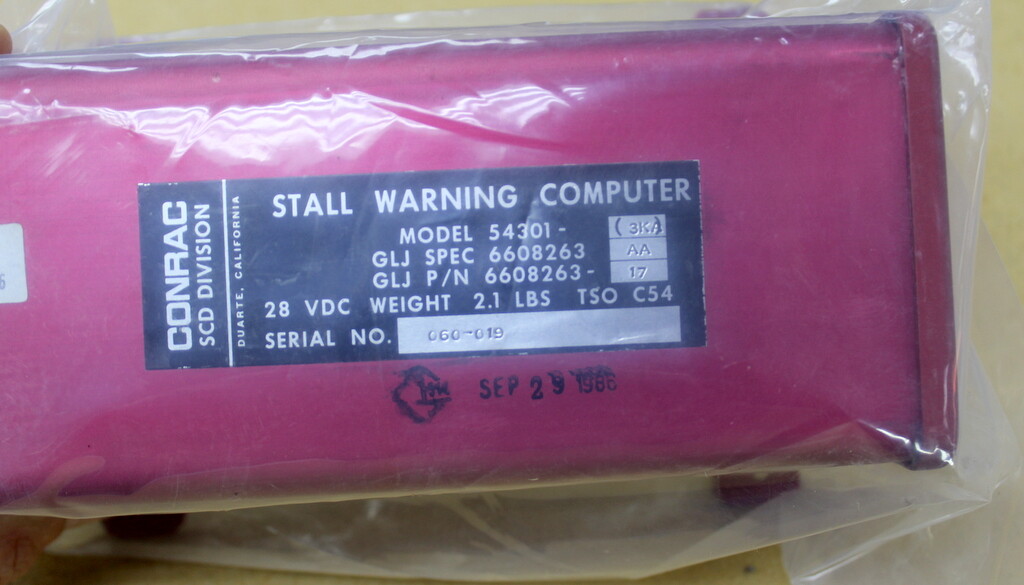 CONRAC
SCD DIVISION
DUARTE, CALIFORNIA
STALL WARNING COMPUTER
MODEL 54301- (3KA)
GLJ SPEC 6608263 AA
GLJ P/N 6608263- 17
28 VDC WEIGHT 2.1 LBS TSO C54
SERIAL NO. 060-019
SEP 29 1986
6